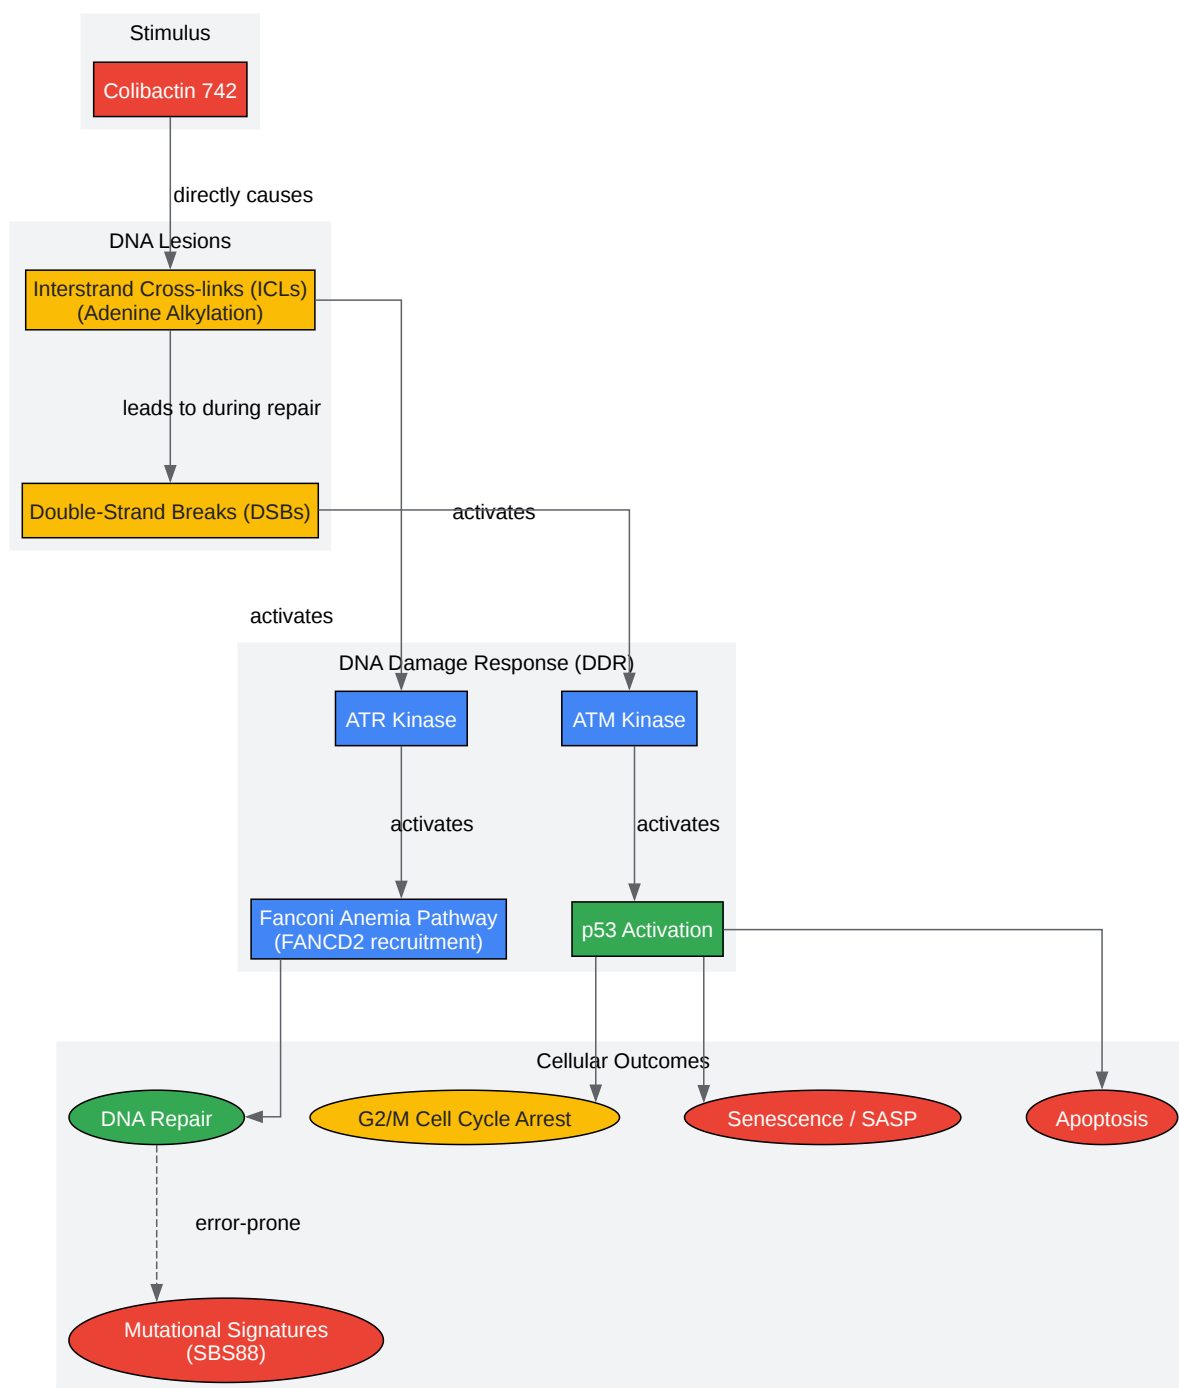 Stimulus
Colibactin 742
directly causes
DNA Lesions
Interstrand Cross-links (ICLs)
(Adenine Alkylation)
leads to during repair
Double-Strand Breaks (DSBs)
activates
activates
DNA Damage Response (DDR)
ATR Kinase
ATM Kinase
activates
activates
Fanconi Anemia Pathway
(FANCD2 recruitment)
p53 Activation
Cellular Outcomes
DNA Repair
G2/M Cell Cycle Arrest
Senescence / SASP
Apoptosis
error-prone
Mutational Signatures
(SBS88)